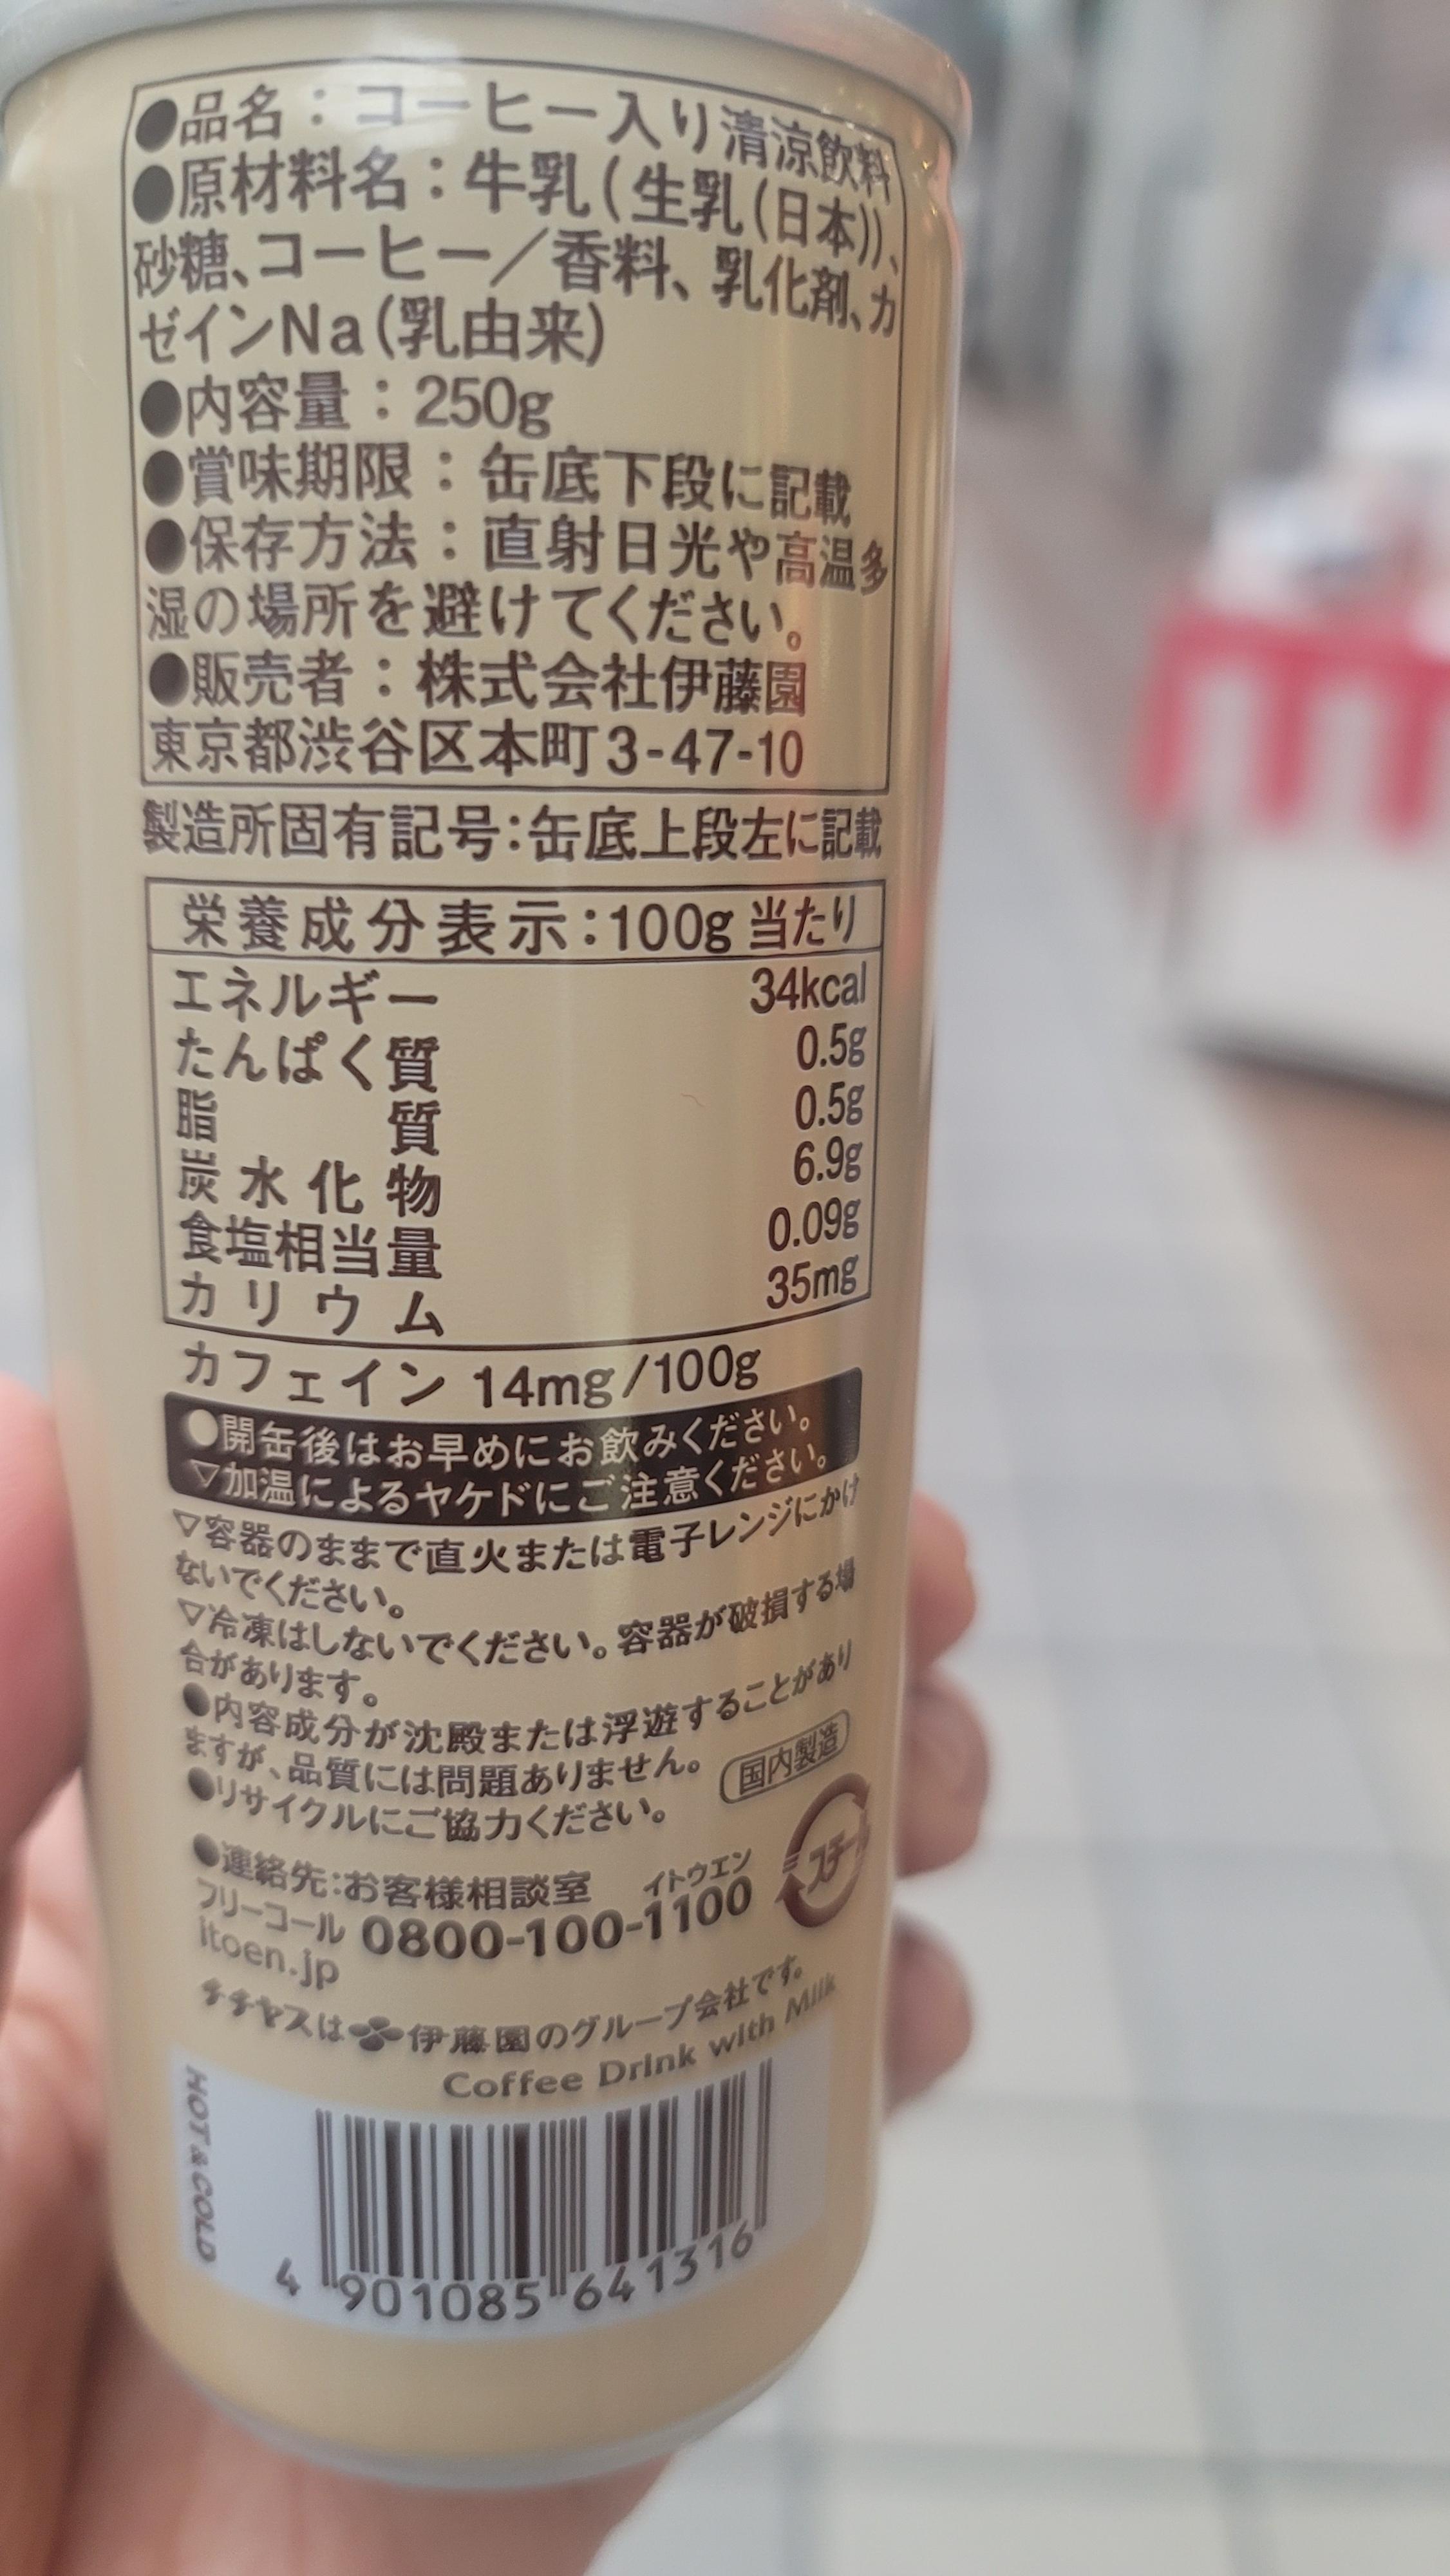 ●品名：コーヒー入り清涼飲料
●原材料名：牛乳(生乳(日本))、
砂糖、コーヒー／香料、乳化剤、カ
ゼインNa(乳由来)
●内容量：250g
●賞味期限：缶底下段に記載
●保存方法：直射日光や高温多
湿の場所を避けてください。
●販売者：株式会社伊藤園
東京都渋谷区本町3-47-10
製造所固有記号：缶底上段左に記載
栄養成分表示：100g当たり
エネルギー 34kcal
たんぱく質 0.5g
脂質 0.5g
炭水化物 6.9g
食塩相当量 0.09g
カリウム 35mg
カフェイン 14mg/100g
●開缶後はお早めにお飲みください。
▽加温によるヤケドにご注意ください。
▽容器のままで直火または電子レンジにかけ
ないでください。
▽冷凍はしないでください。容器が破損する場
合があります。
●内容成分が沈殿または浮遊することがあり
ますが、品質には問題ありません。
●リサイクルにご協力ください。
国内製造
スチール
●連絡先：お客様相談室
イトウエン
フリーコール 0800-100-1100
itoen.jp
チチヤスは伊藤園のグループ会社です。
Coffee Drink with Milk
HOT & COLD
4 901085 641316